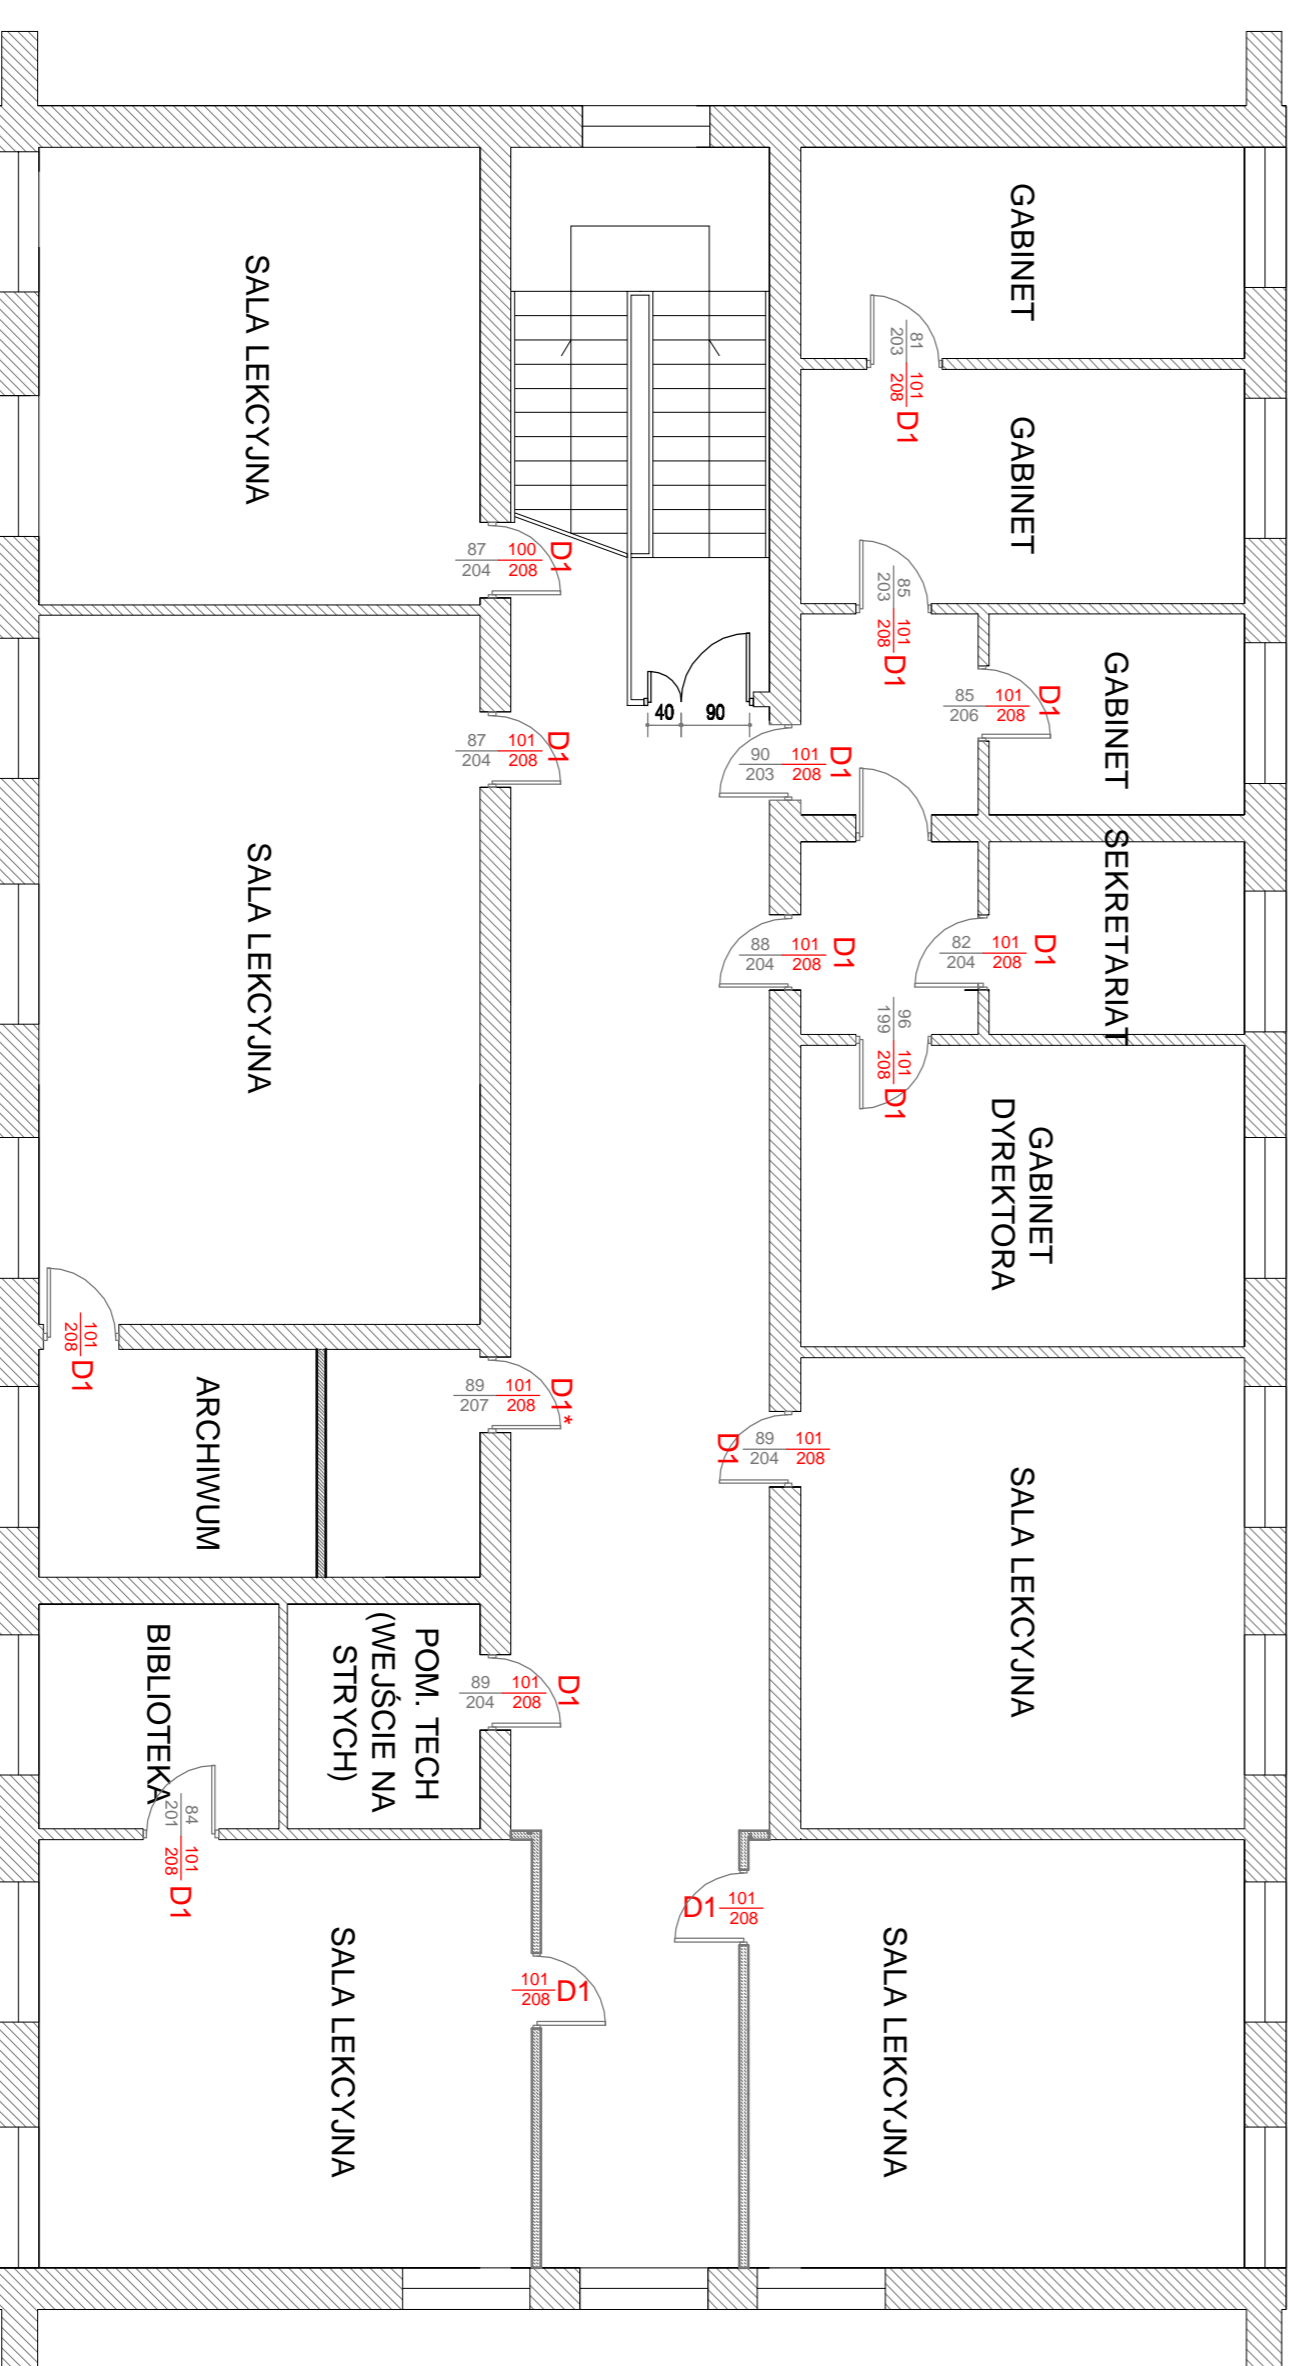 GABINET
81
203
101
208
D1
SALA LEKCYJNA
GABINET
87
204
100
208
D1
85
203
101
208
D1
GABINET
85
206
101
208
D1
40
90
87
204
101
208
D1
90
203
101
208
D1
SEKRETARIAT
SALA LEKCYJNA
88
204
101
208
D1
82
204
101
208
D1
96
199
101
208
D1
GABINET
DYREKTORA
101
208
D1
ARCHIWUM
89
207
101
208
D1*
D1
89
204
101
208
SALA LEKCYJNA
BIBLIOTEKA
POM. TECH
(WEJŚCIE NA
STRYCH)
89
204
101
208
D1
84
201
101
208
D1
D1
101
208
SALA LEKCYJNA
101
208
D1
SALA LEKCYJNA